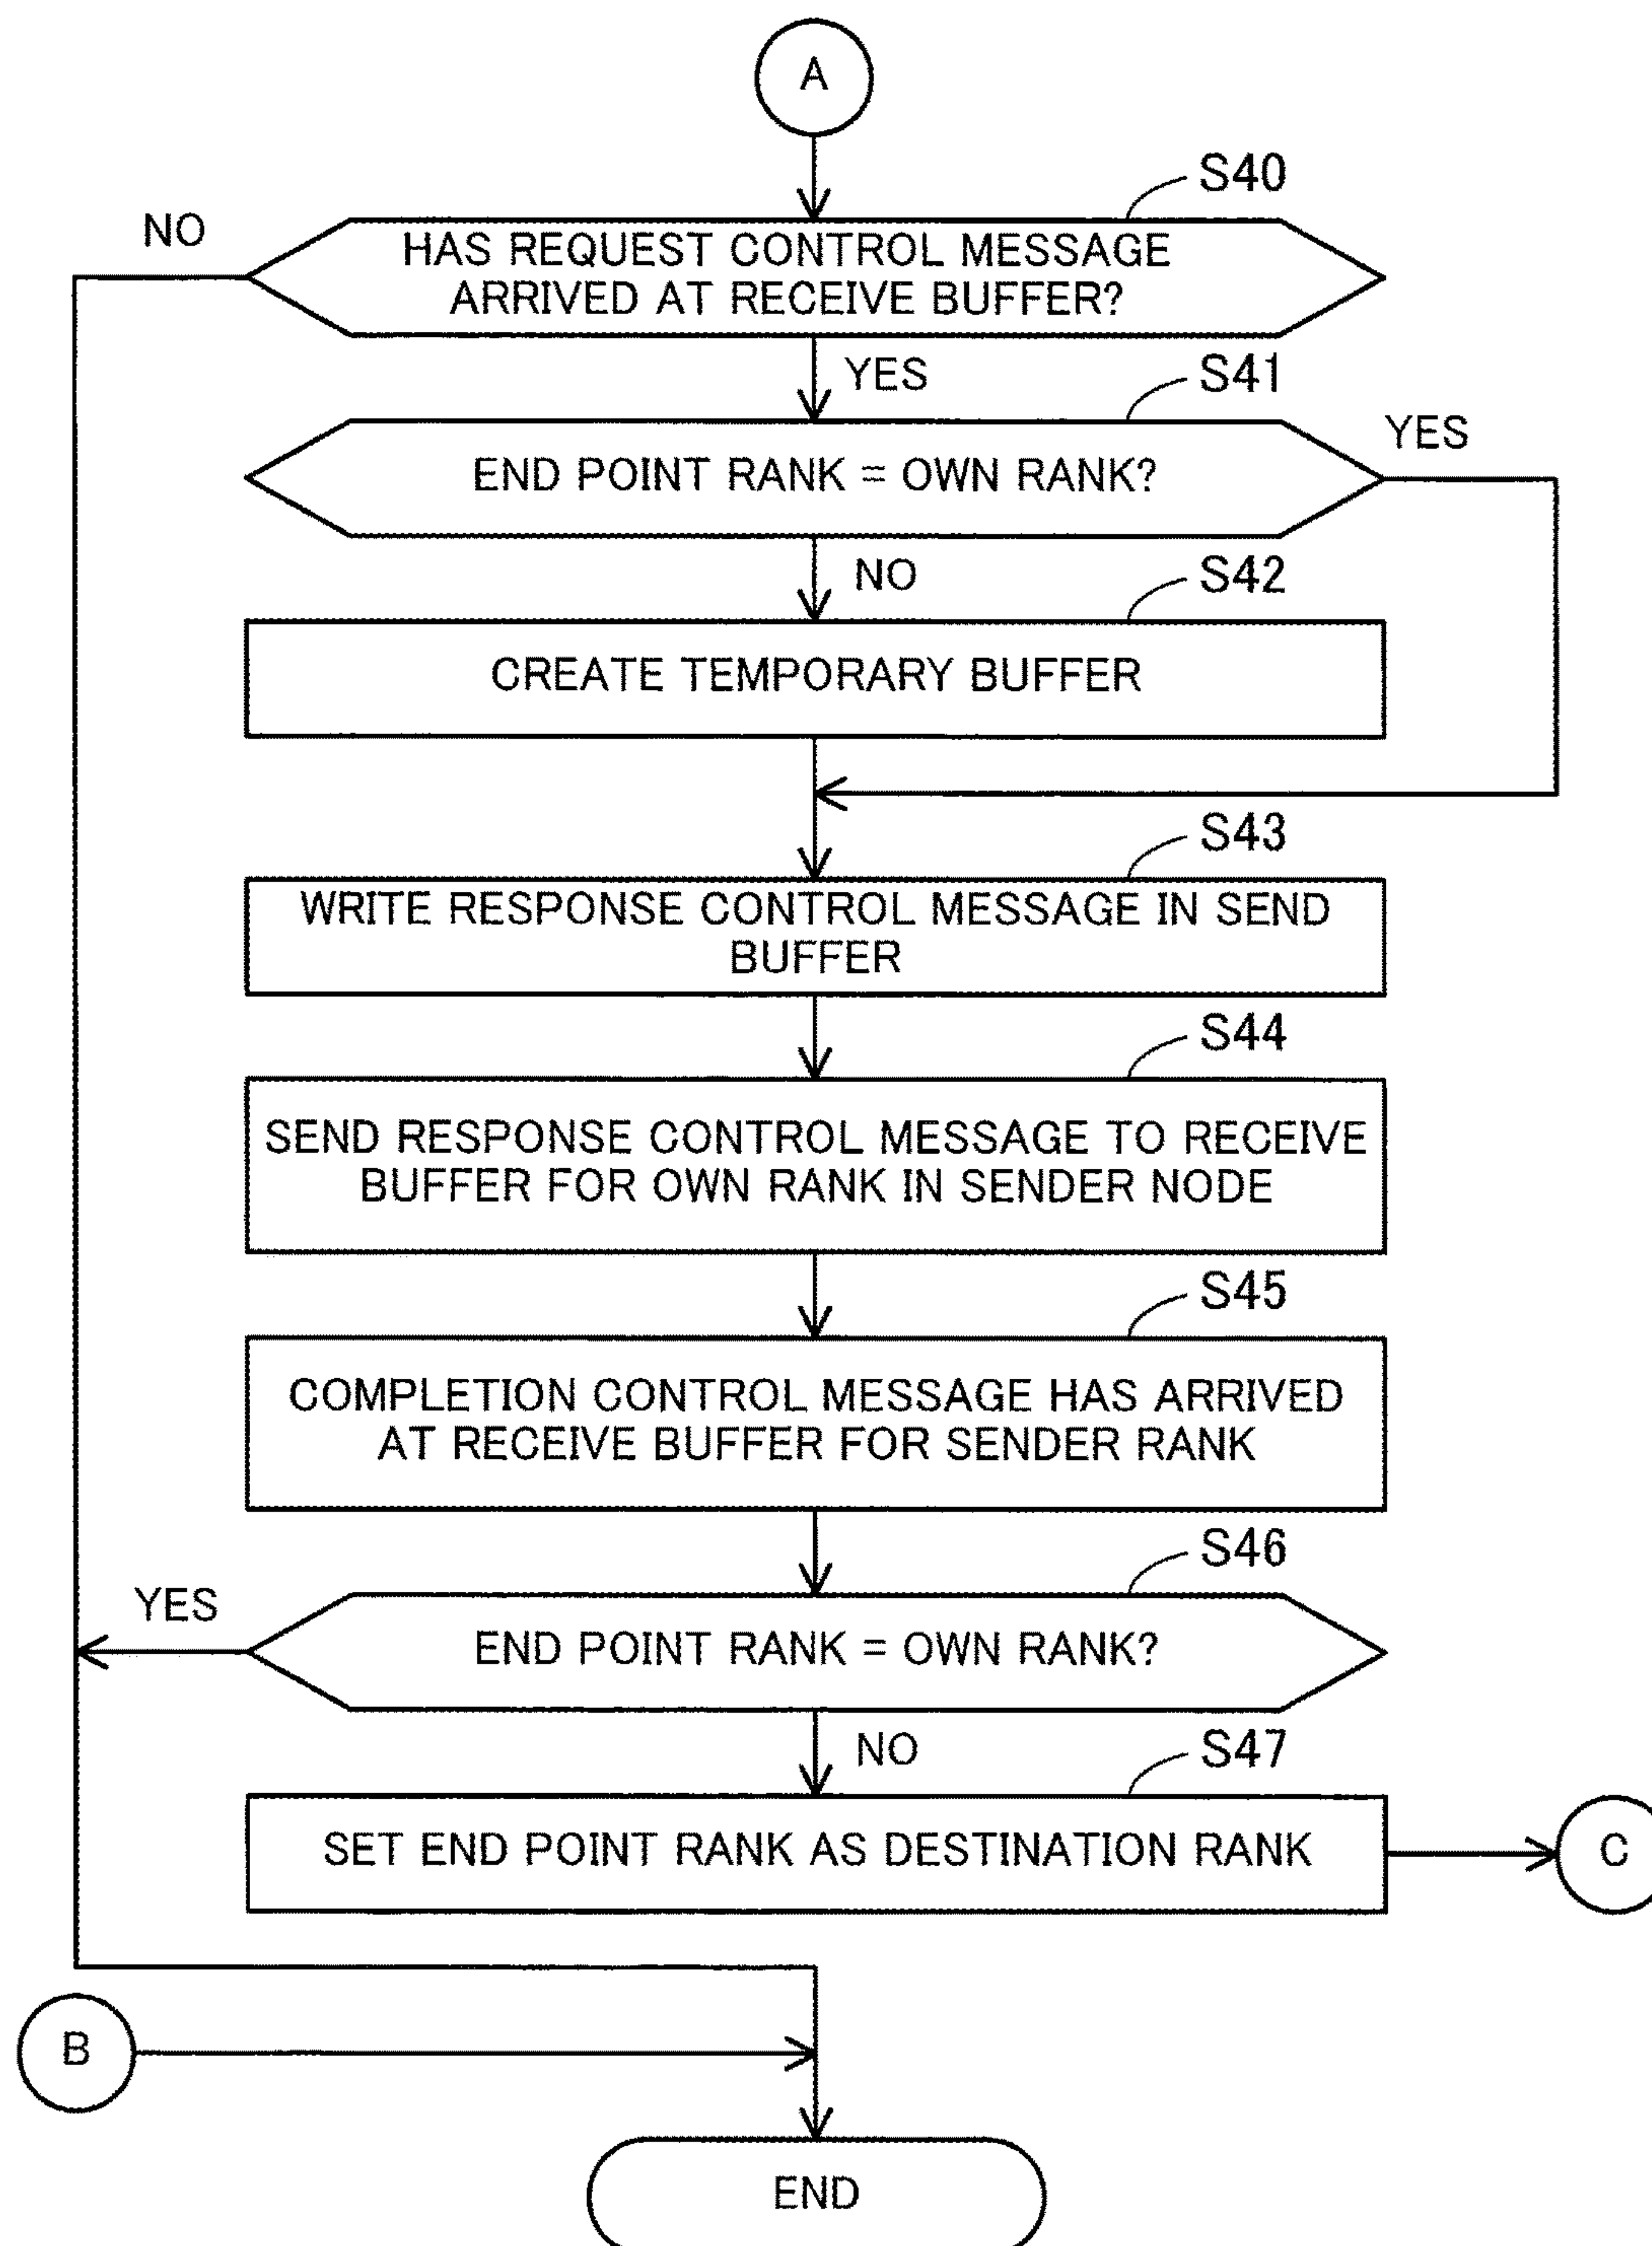 A
S40
NO
HAS REQUEST CONTROL MESSAGE
ARRIVED AT RECEIVE BUFFER?
YES
S41
YES
END POINT RANK = OWN RANK?
NO
S42
CREATE TEMPORARY BUFFER
S43
WRITE RESPONSE CONTROL MESSAGE IN SEND
BUFFER
S44
SEND RESPONSE CONTROL MESSAGE TO RECEIVE
BUFFER FOR OWN RANK IN SENDER NODE
S45
COMPLETION CONTROL MESSAGE HAS ARRIVED
AT RECEIVE BUFFER FOR SENDER RANK
S46
YES
END POINT RANK = OWN RANK?
NO
S47
SET END POINT RANK AS DESTINATION RANK
C
B
END